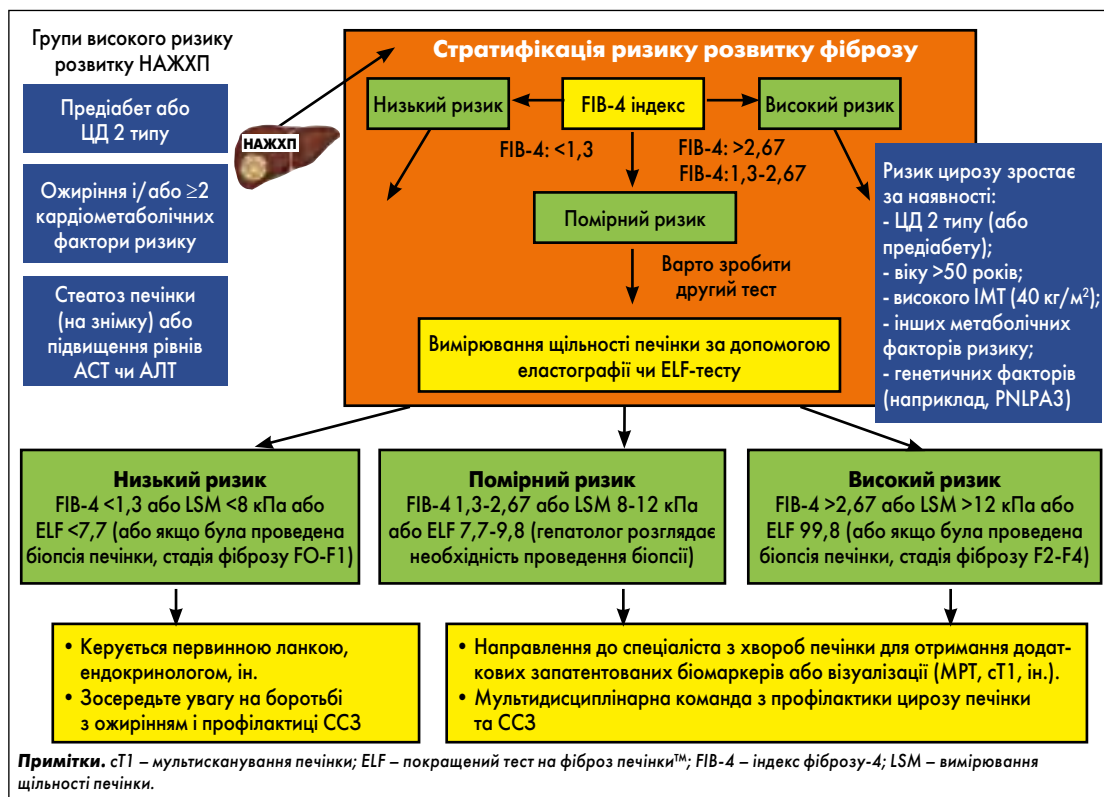 Групи високого ризику
розвитку НАЖХП
Предіабет або
ЦД 2 типу
Ожиріння і/або ≥2
кардіометаболічних
фактори ризику
Стеатоз печінки
(на знімку) або
підвищення рівнів
АСТ чи АЛТ
НАЖХП
Стратифікація ризику розвитку фіброзу
Низький ризик
FIB-4 індекс
Високий ризик
FIB-4: <1,3
FIB-4: >2,67
FIB-4:1,3-2,67
Помірний ризик
Варто зробити
другий тест
Вимірювання щільності печінки за допомогою
еластографії чи ELF-тесту
Ризик цирозу зростає
за наявності:
- ЦД 2 типу (або
предіабету);
- віку >50 років;
- високого ІМТ (40 кг/м²);
- інших метаболічних
факторів ризику;
- генетичних факторів
(наприклад, PNLPA3)
Низький ризик
FIB-4 <1,3 або LSM <8 кПа або
ELF <7,7 (або якщо була проведена
біопсія печінки, стадія фіброзу FO-F1)
Помірний ризик
FIB-4 1,3-2,67 або LSM 8-12 кПа
або ELF 7,7-9,8 (гепатолог розглядає
необхідність проведення біопсії)
Високий ризик
FIB-4 >2,67 або LSM >12 кПа або
ELF 99,8 (або якщо була проведена
біопсія печінки, стадія фіброзу F2-F4)
• Керується первинною ланкою,
ендокринологом, ін.
• Зосередьте увагу на боротьбі
з ожирінням і профілактиці ССЗ
• Направлення до спеціаліста з хвороб печінки для отримання додат-
кових запатентованих біомаркерів або візуалізації (МРТ, cT1, ін.).
• Мультидисциплінарна команда з профілактики цирозу печінки
та ССЗ
Примітки. cT1 – мультисканування печінки; ELF – покращений тест на фіброз печінки™; FIB-4 – індекс фіброзу-4; LSM – вимірювання
щільності печінки.